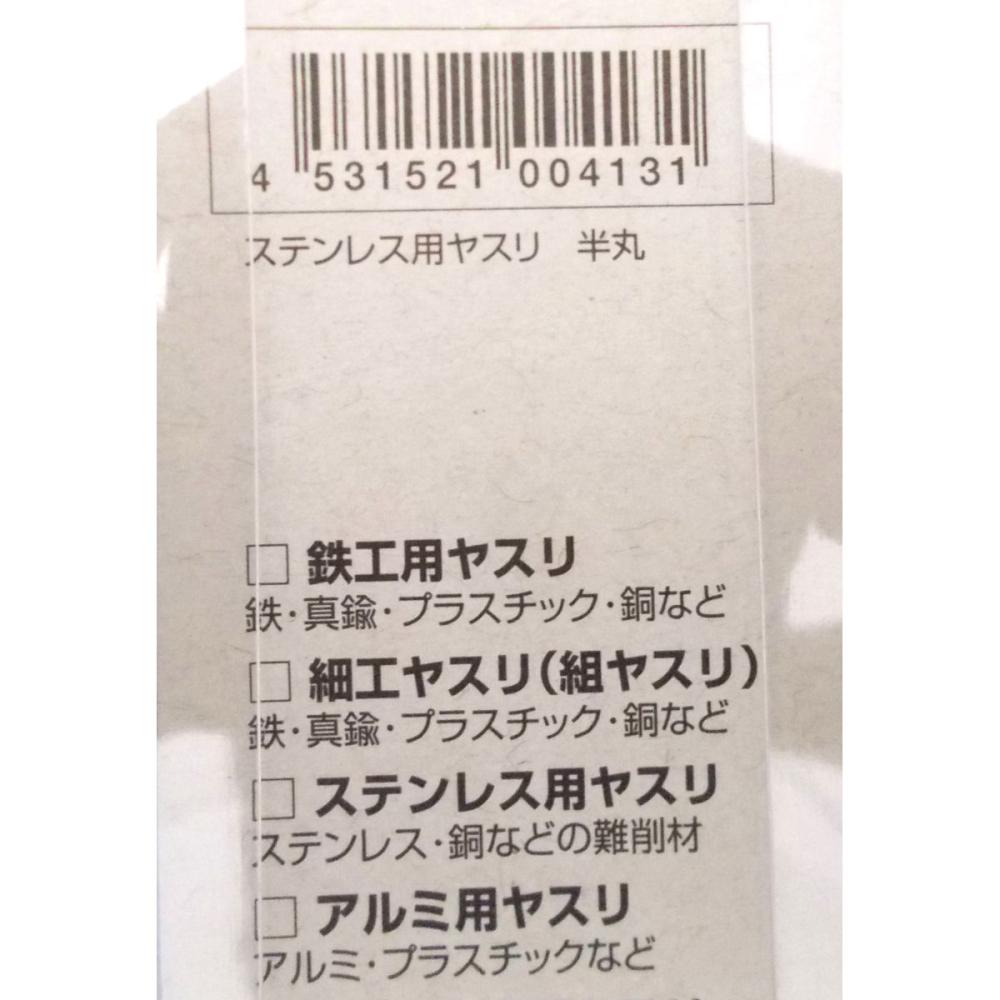 4 531521 004131
ステンレス用ヤスリ 半丸
□ 鉄工用ヤスリ
鉄・真鍮・プラスチック・銅など
□ 細工ヤスリ(組ヤスリ)
鉄・真鍮・プラスチック・銅など
□ ステンレス用ヤスリ
ステンレス・銅などの難削材
□ アルミ用ヤスリ
アルミ・プラスチックなど